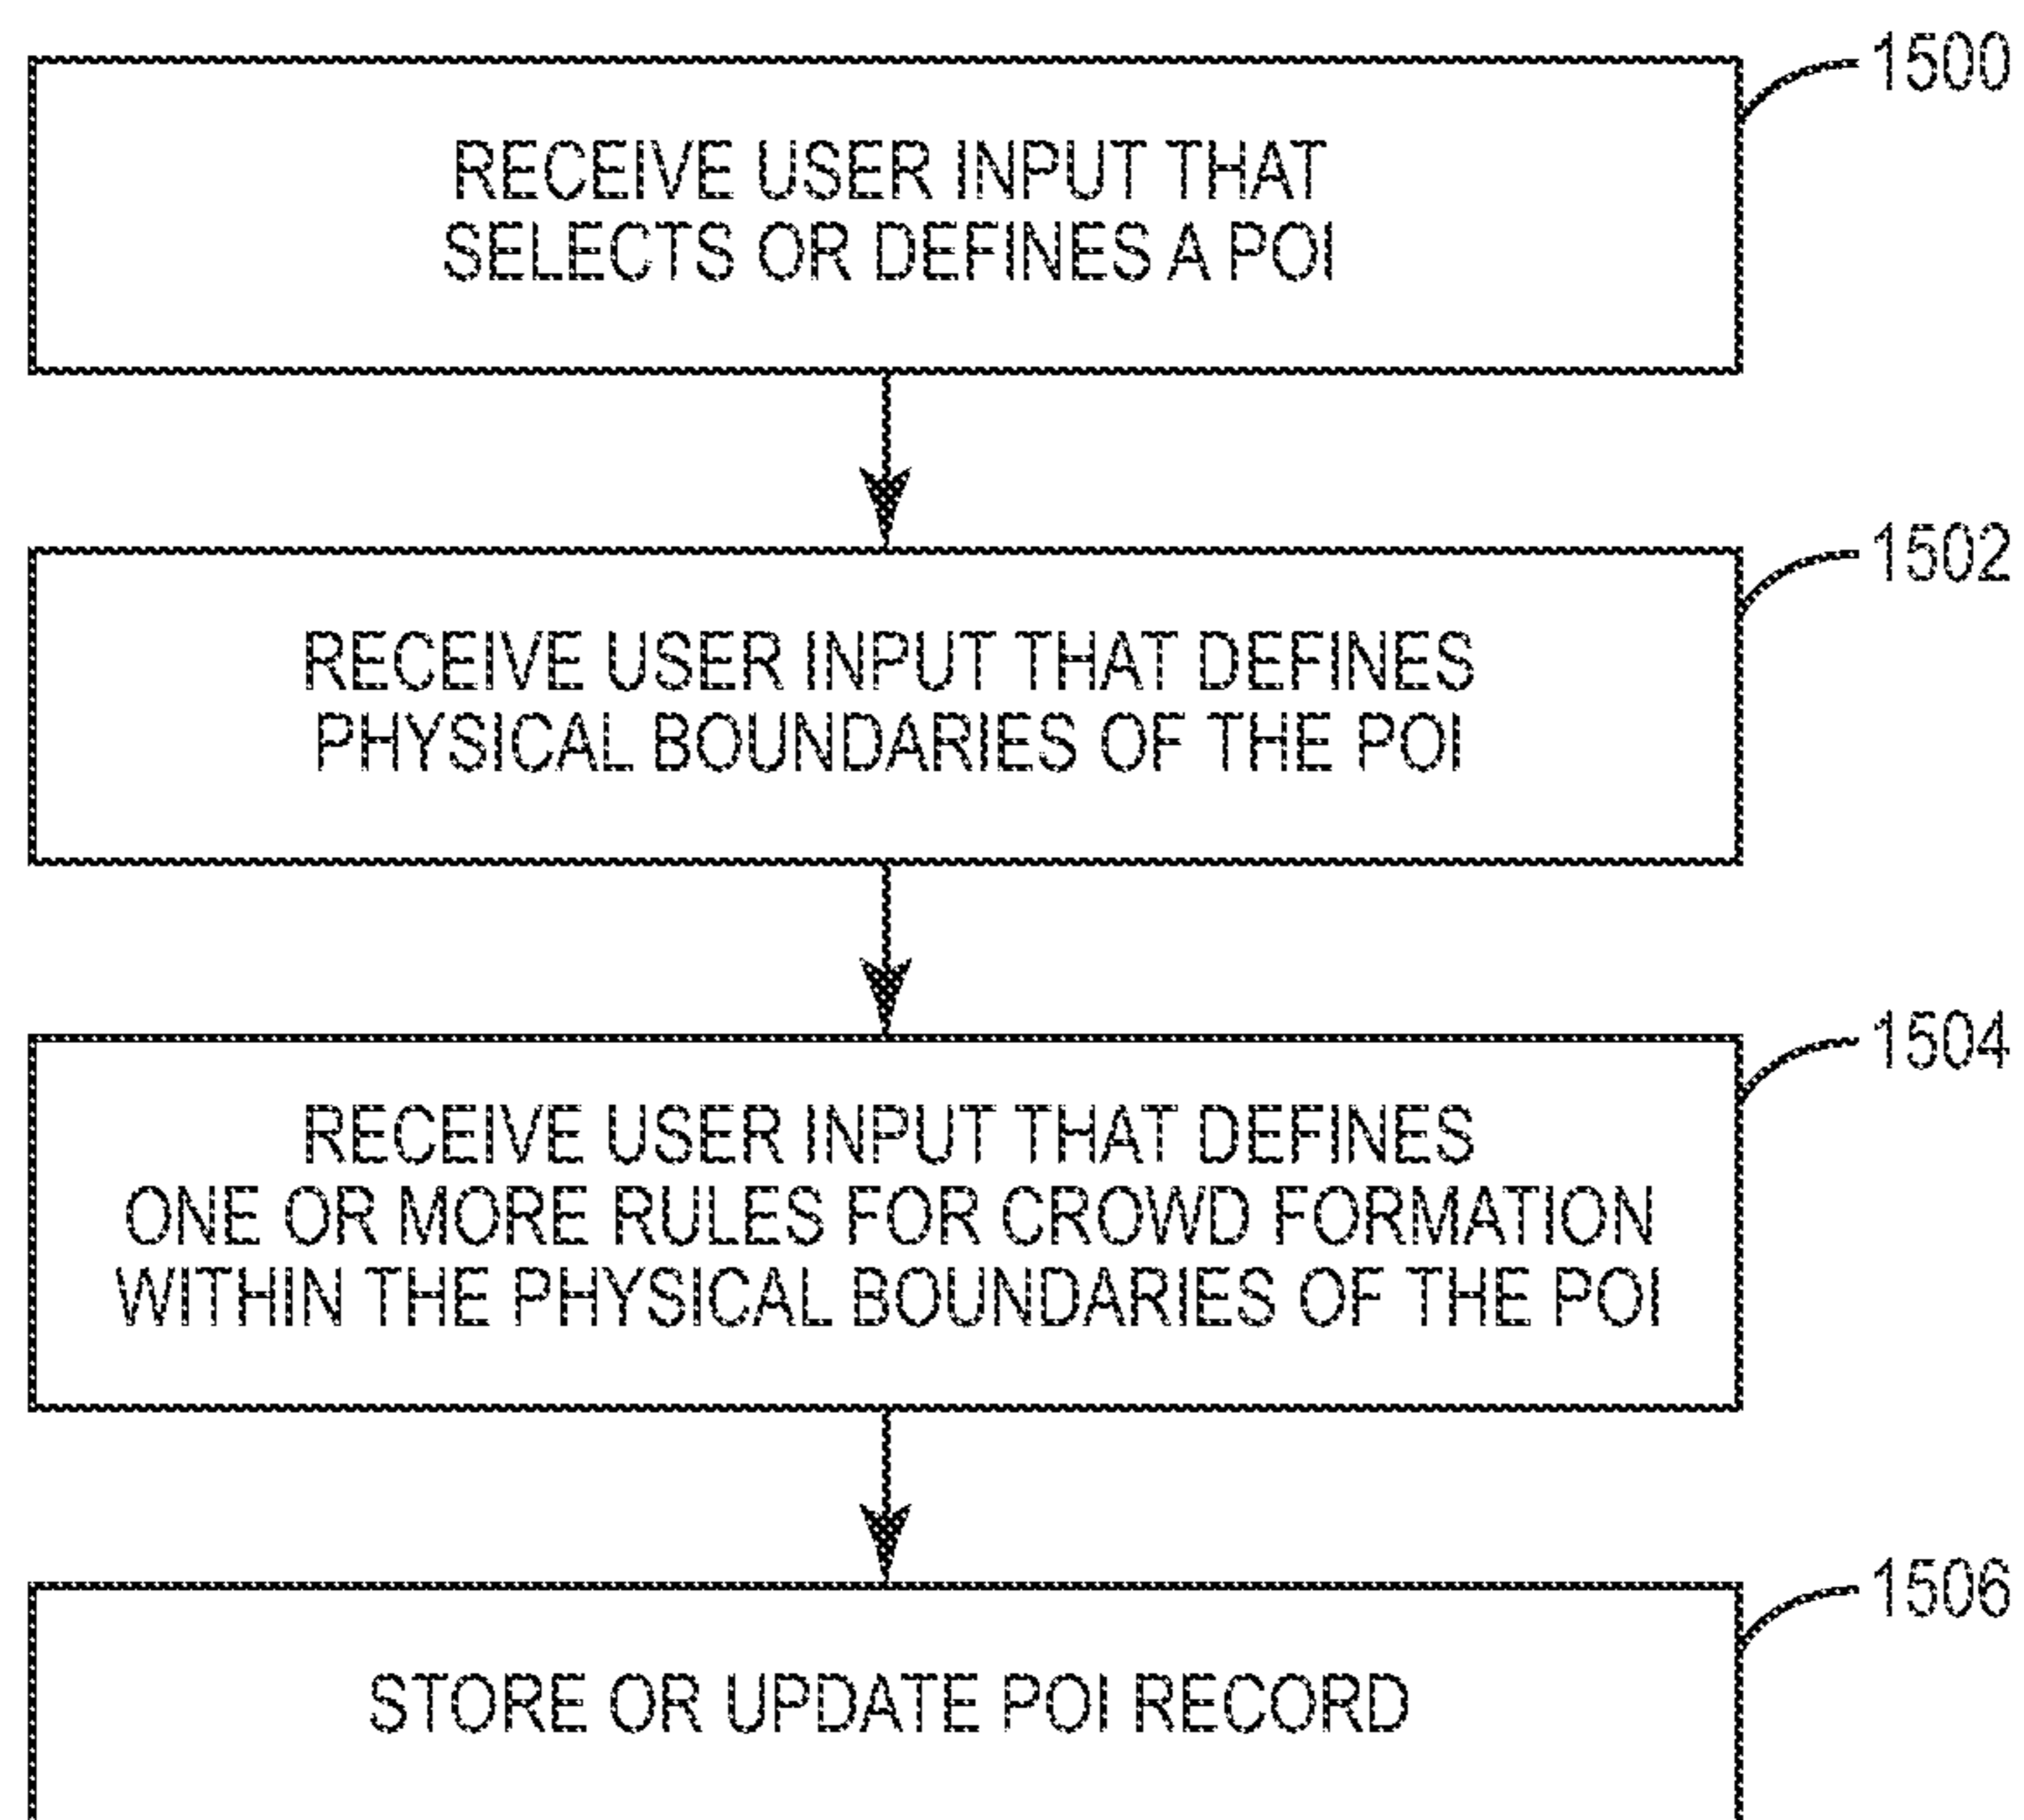 1500
RECEIVE USER INPUT THAT
SELECTS OR DEFINES A POI
1502
RECEIVE USER INPUT THAT DEFINES
PHYSICAL BOUNDARIES OF THE POI
1504
RECEIVE USER INPUT THAT DEFINES
ONE OR MORE RULES FOR CROWD FORMATION
WITHIN THE PHYSICAL BOUNDARIES OF THE POI
1506
STORE OR UPDATE POI RECORD